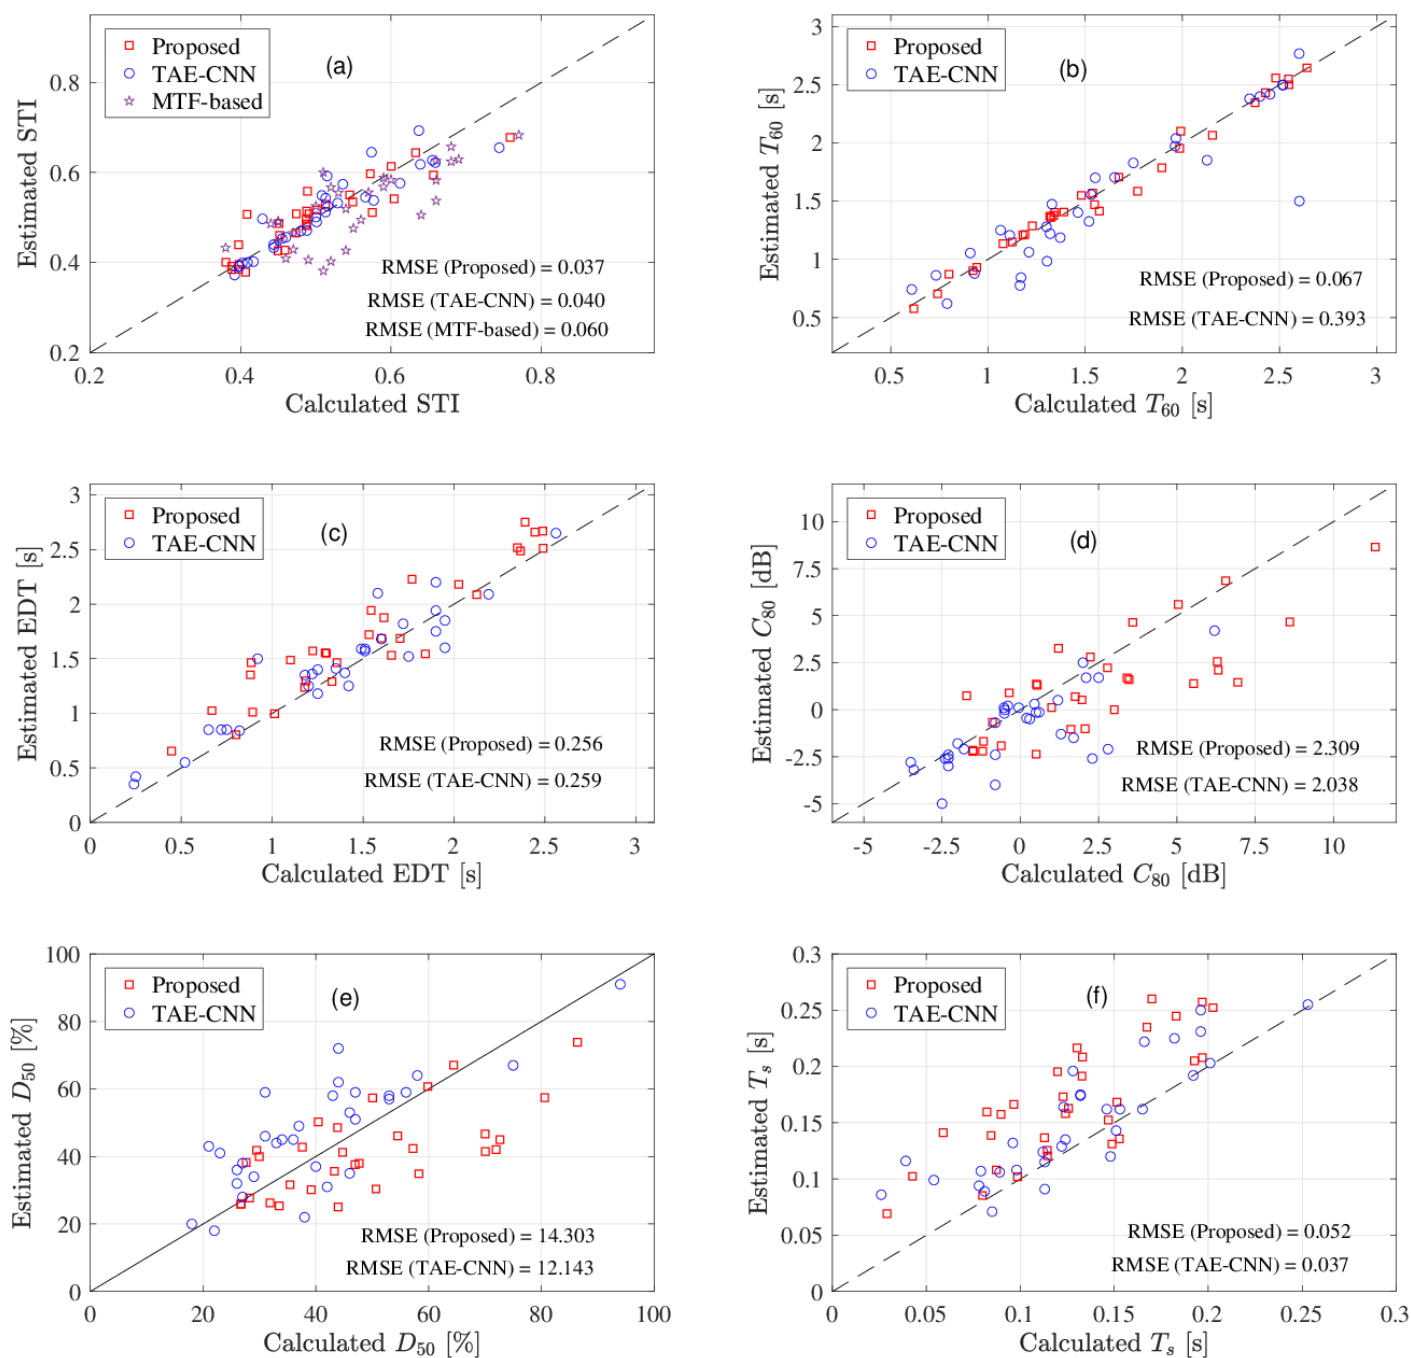 Proposed
TAE-CNN
MTF-based
(a)
RMSE (Proposed) = 0.037
RMSE (TAE-CNN) = 0.040
RMSE (MTF-based) = 0.060
0.8
0.6
0.4
0.2
0.2 0.4 0.6 0.8
Estimated STI
Calculated STI
Proposed
TAE-CNN
(b)
RMSE (Proposed) = 0.067
RMSE (TAE-CNN) = 0.393
3
2.5
2
1.5
1
0.5
0.5 1 1.5 2 2.5 3
Estimated T60 [s]
Calculated T60 [s]
Proposed
TAE-CNN
(c)
RMSE (Proposed) = 0.256
RMSE (TAE-CNN) = 0.259
3
2.5
2
1.5
1
0.5
0
0 0.5 1 1.5 2 2.5 3
Estimated EDT [s]
Calculated EDT [s]
Proposed
TAE-CNN
(d)
RMSE (Proposed) = 2.309
RMSE (TAE-CNN) = 2.038
10
7.5
5
2.5
0
-2.5
-5
-5 -2.5 0 2.5 5 7.5 10
Estimated C80 [dB]
Calculated C80 [dB]
Proposed
TAE-CNN
(e)
RMSE (Proposed) = 14.303
RMSE (TAE-CNN) = 12.143
100
80
60
40
20
0
0 20 40 60 80 100
Estimated D50 [%]
Calculated D50 [%]
Proposed
TAE-CNN
(f)
RMSE (Proposed) = 0.052
RMSE (TAE-CNN) = 0.037
0.3
0.25
0.2
0.15
0.1
0.05
0
0 0.05 0.1 0.15 0.2 0.25 0.3
Estimated Ts [s]
Calculated Ts [s]